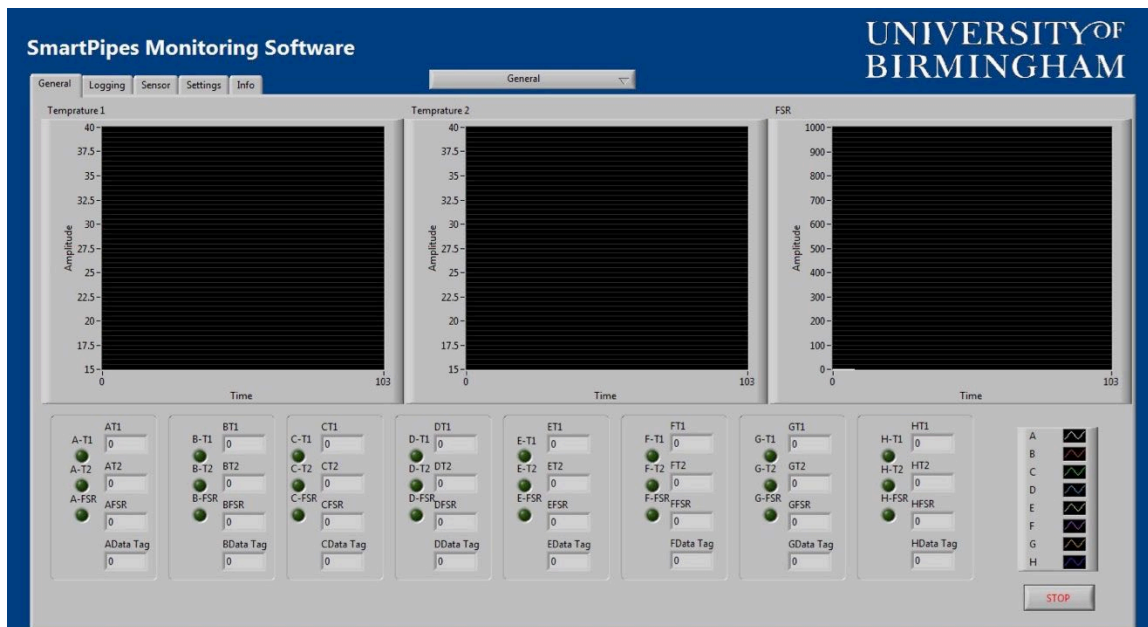 SmartPipes Monitoring Software
UNIVERSITY OF
BIRMINGHAM
General
General Logging Sensor Settings Info
Temprature 1
40
37.5
35
32.5
30
27.5
25
22.5
20
17.5
15
Amplitude
0 103
Time
Temprature 2
40
37.5
35
32.5
30
27.5
25
22.5
20
17.5
15
Amplitude
0 103
Time
FSR
1000
900
800
700
600
500
400
300
200
100
0
Amplitude
0 103
Time
AT1
A-T1 0
AT2
A-T2 0
A-FSR
AFSR
0
AData Tag
0
BT1
B-T1 0
BT2
B-T2 0
B-FSR
BFSR
0
BData Tag
0
CT1
C-T1 0
CT2
C-T2 0
C-FSR
CFSR
0
CData Tag
0
DT1
D-T1 0
DT2
D-T2 0
D-FSR
DFSR
0
DData Tag
0
ET1
E-T1 0
ET2
E-T2 0
E-FSR
EFSR
0
EData Tag
0
FT1
F-T1 0
FT2
F-T2 0
F-FSR
FFSR
0
FData Tag
0
GT1
G-T1 0
GT2
G-T2 0
G-FSR
GFSR
0
GData Tag
0
HT1
H-T1 0
HT2
H-T2 0
H-FSR
HFSR
0
HData Tag
0
A
B
C
D
E
F
G
H
STOP